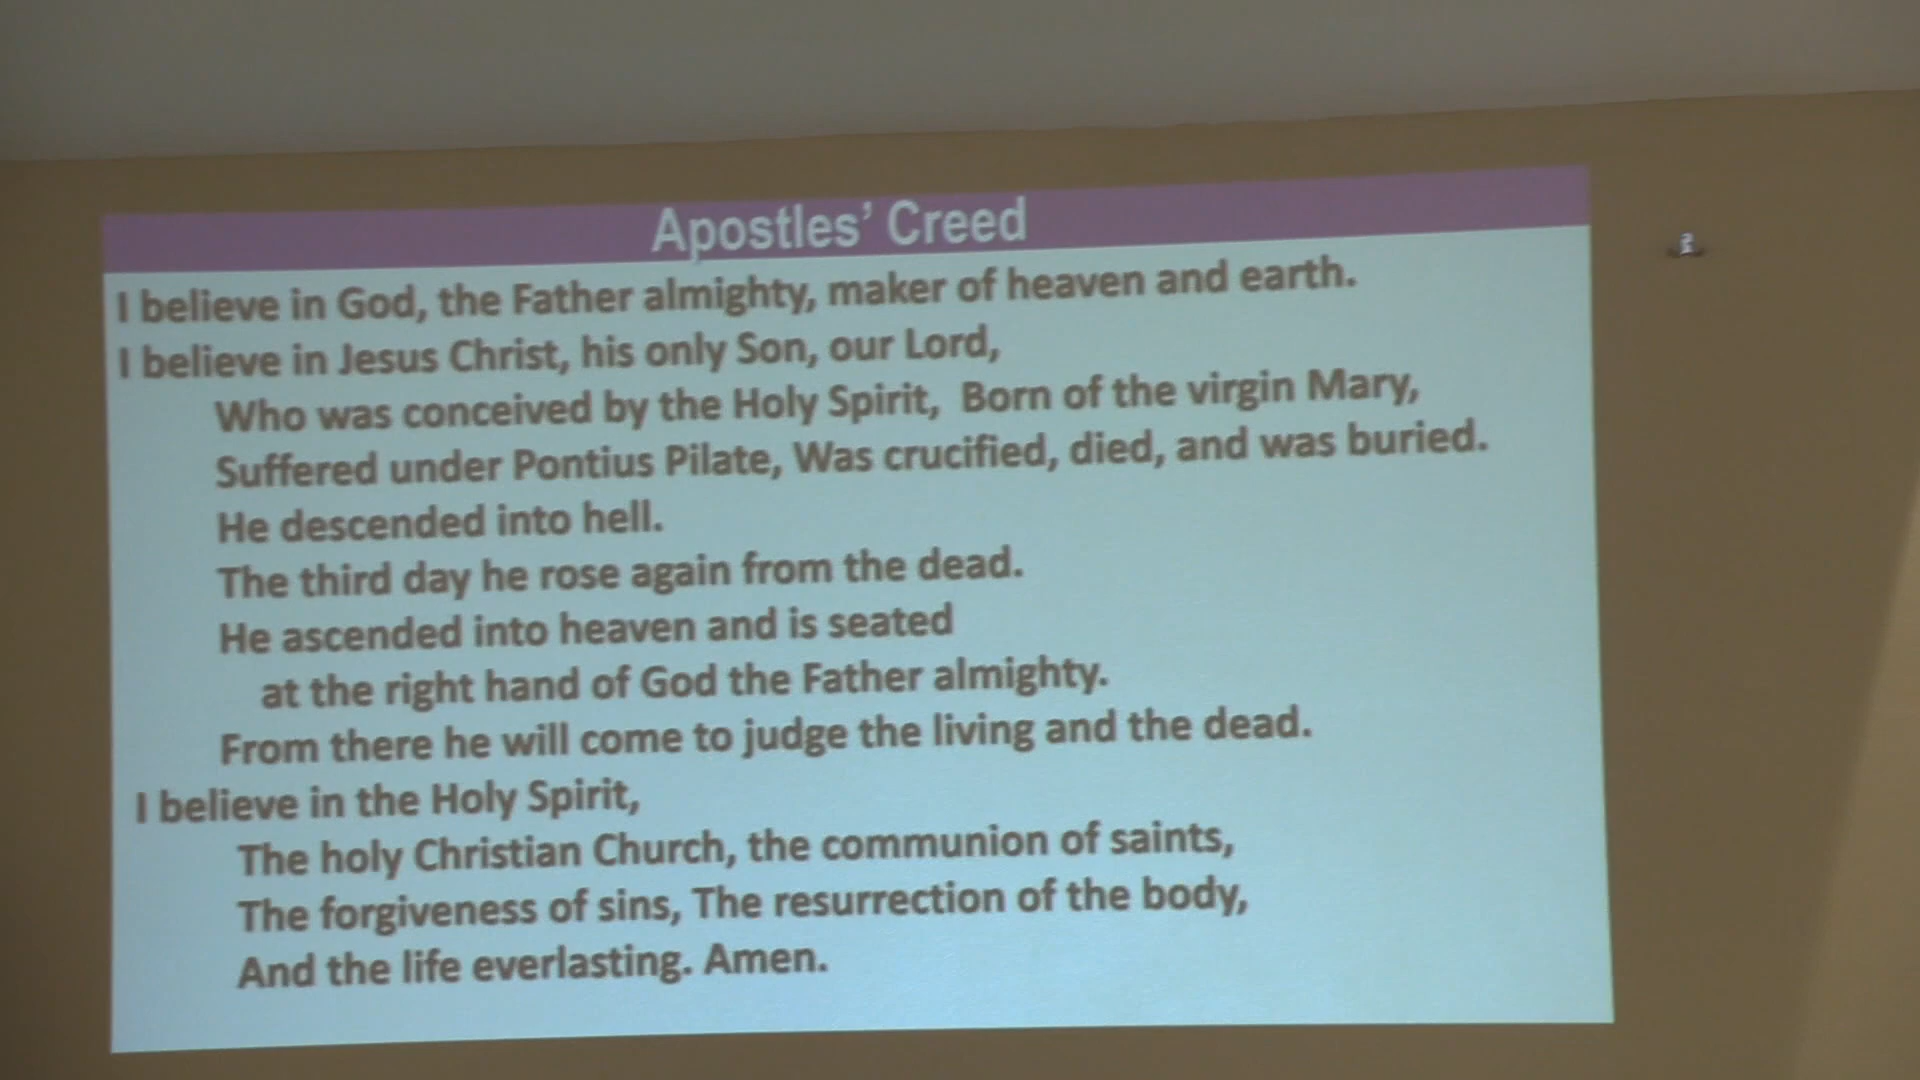 Apostles’ Creed
I believe in God, the Father almighty, maker of heaven and earth.
I believe in Jesus Christ, his only Son, our Lord,
Who was conceived by the Holy Spirit, Born of the virgin Mary,
Suffered under Pontius Pilate, Was crucified, died, and was buried.
He descended into hell.
The third day he rose again from the dead.
He ascended into heaven and is seated
at the right hand of God the Father almighty.
From there he will come to judge the living and the dead.
I believe in the Holy Spirit,
The holy Christian Church, the communion of saints,
The forgiveness of sins, The resurrection of the body,
And the life everlasting. Amen.